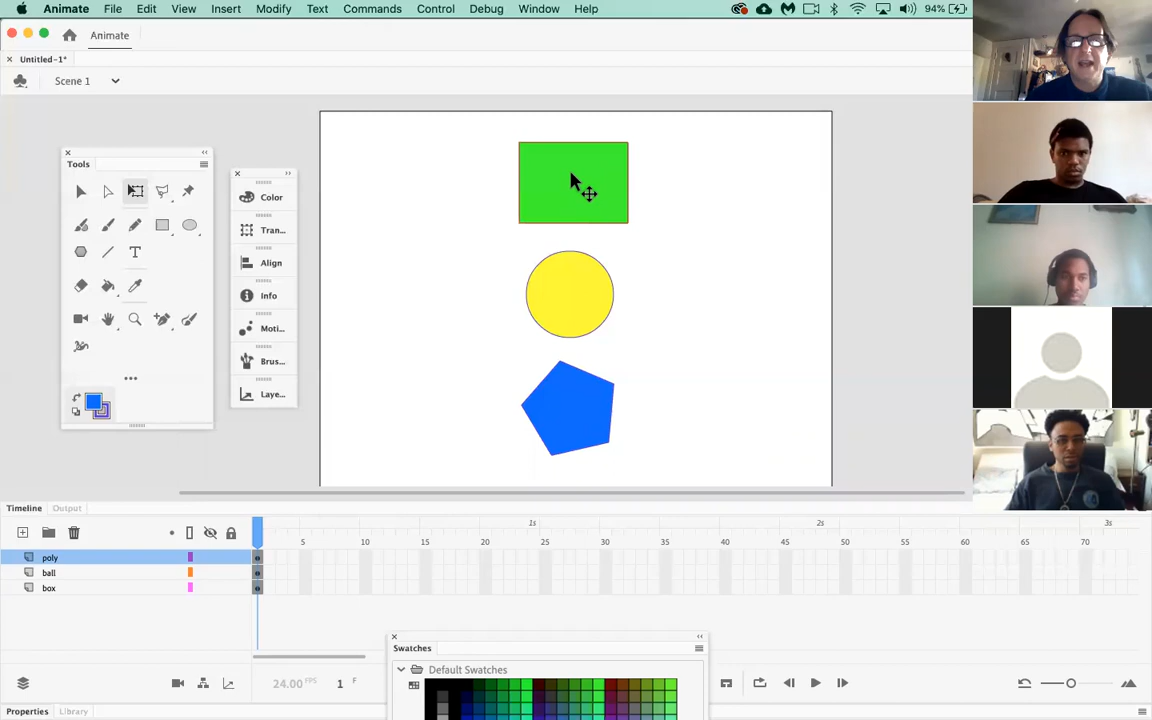 Animate File Edit View Insert Modify Text Commands Control Debug Window Help 94%
Animate
Untitled-1*
Scene 1
Tools
Color
Tran...
Align
Info
Moti...
Brus...
Laye...
T
Timeline Output
1s 2s 3s
5 10 15 20 25 30 35 40 45 50 55 60 65 70
poly
ball
box
Swatches
Default Swatches
24.00 FPS 1 F
Properties Library